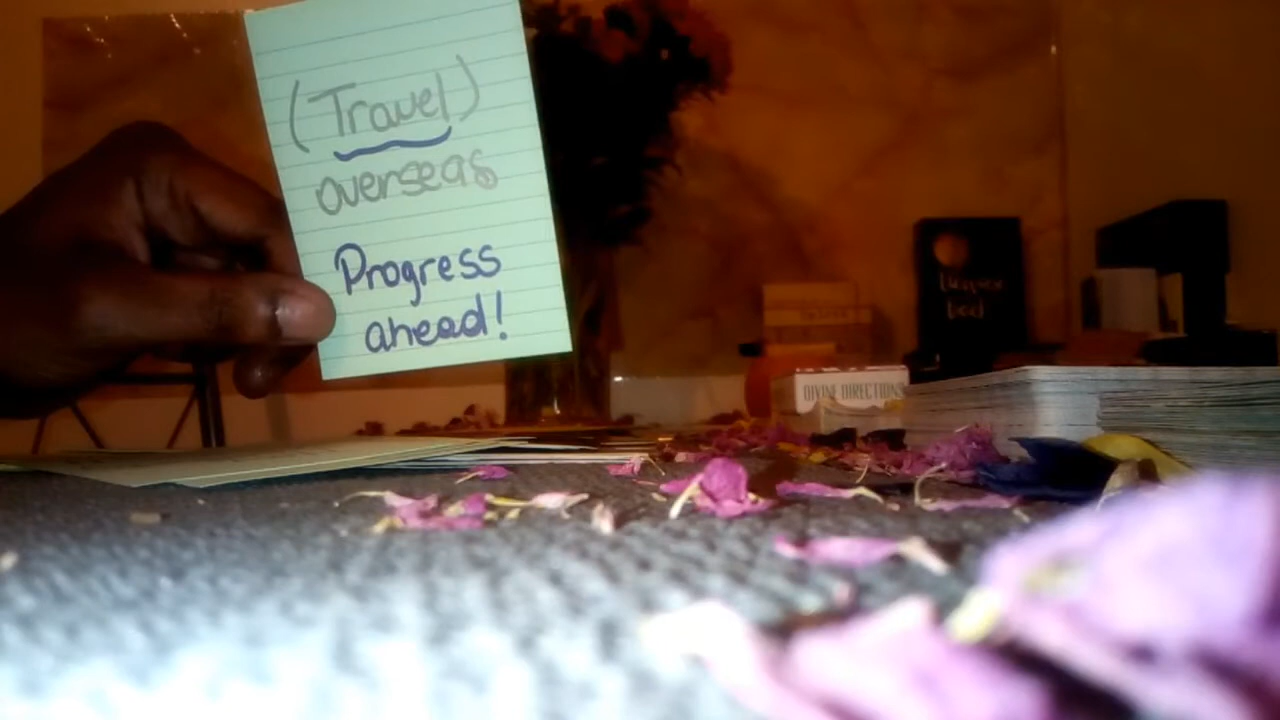 (Travel)
overseas
Progress
ahead!
DIVINE DIRECTIONS